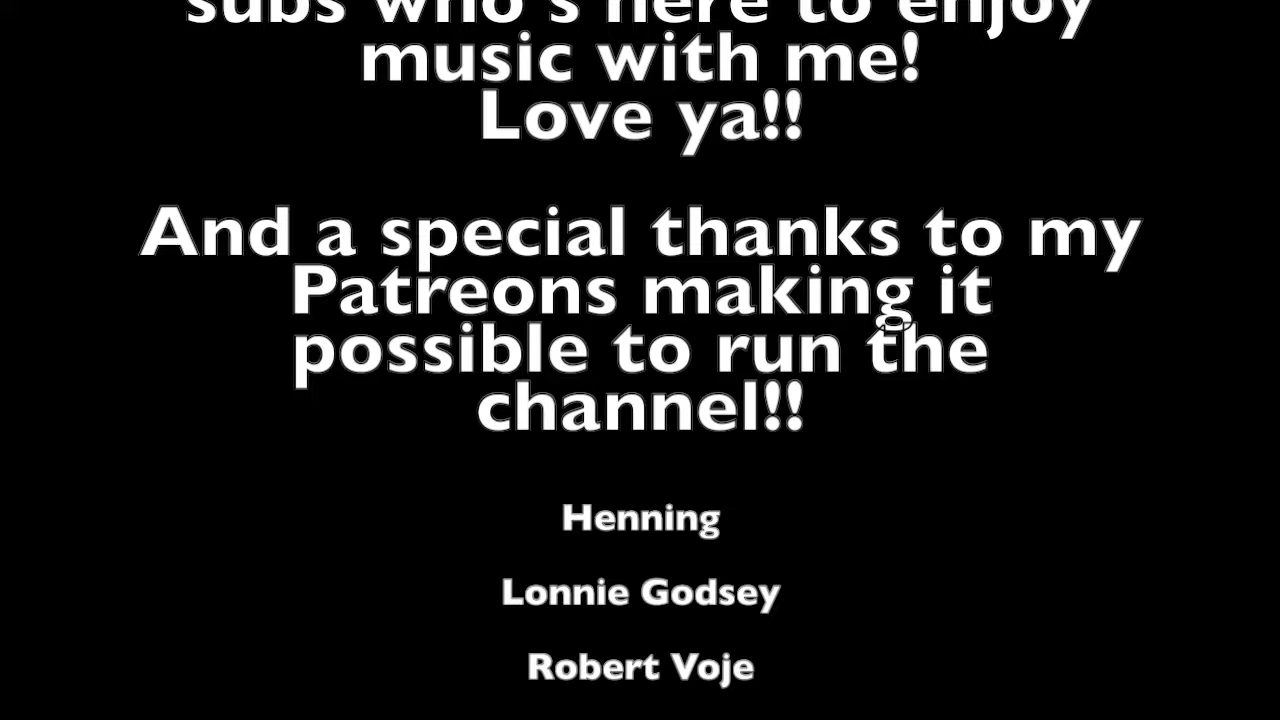 subs who's here to enjoy
music with me!
Love ya!!
And a special thanks to my
Patreons making it
possible to run the
channel!!
Henning
Lonnie Godsey
Robert Voje